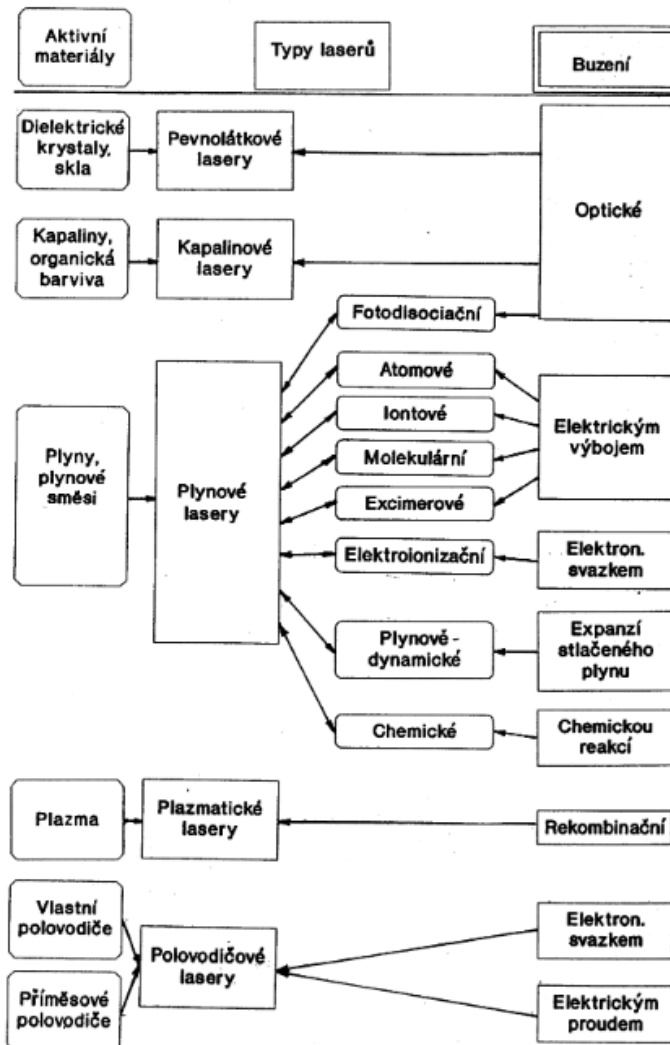 Aktivní
materiály
Typy laserů
Buzení
Dielektrické
krystaly,
skla
Pevnolátkové
lasery
Optické
Kapaliny,
organická
barviva
Kapalinové
lasery
Fotodisociační
Atomové
Iontové
Molekulární
Excimerové
Elektroionizační
Plynově-
dynamické
Chemické
Plyny,
plynové
směsi
Plynové
lasery
Elektrickým
výbojem
Elektron.
svazkem
Expanzí
stlačeného
plynu
Chemickou
reakcí
Plazma
Plazmatické
lasery
Rekombinační
Vlastní
polovodiče
Příměsové
polovodiče
Polovodičové
lasery
Elektron.
svazkem
Elektrickým
proudem